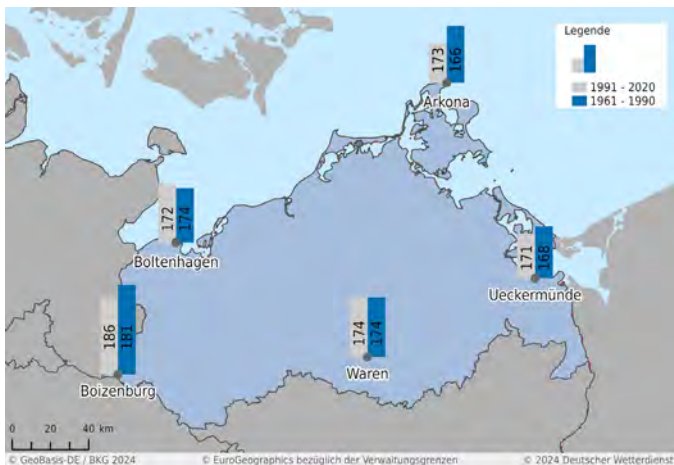 Legende
1991 - 2020
1961 - 1990
173
166
Arkona
172
174
Boltenhagen
171
168
Ueckermünde
186
181
Boizenburg
174
174
Waren
0 10 20 40 km
© GeoBasis-DE / BKG 2024 © EuroGeographics bezüglich der Verwaltungsgrenzen © 2024 Deutscher Wetterdienst